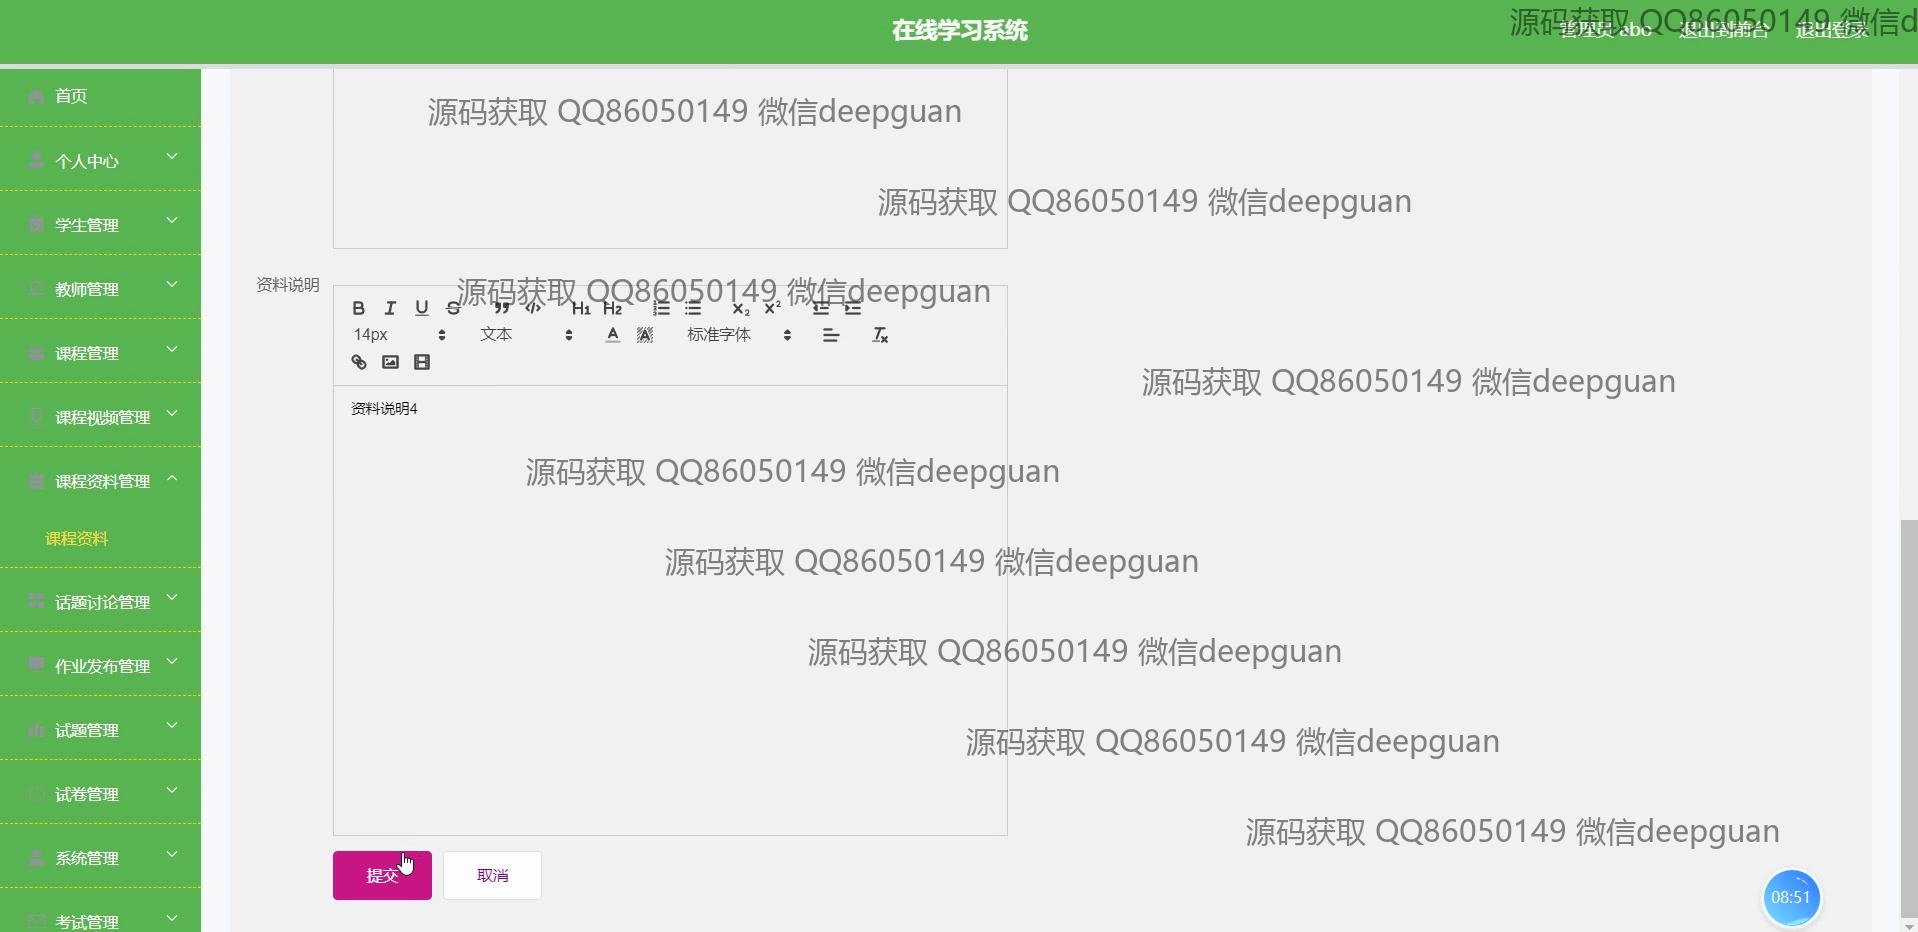 在线学习系统
管理员 abo 退出到前台 退出登录
源码获取 QQ86050149 微信d
首页
源码获取 QQ86050149 微信deepguan
个人中心
源码获取 QQ86050149 微信deepguan
学生管理
教师管理
资料说明
源码获取 QQ86050149 微信deepguan
B I U S H1 H2 X2 X2
14px 文本 A A 标准字体 Tx
课程管理
源码获取 QQ86050149 微信deepguan
资料说明4
课程视频管理
源码获取 QQ86050149 微信deepguan
课程资料管理
课程资料
源码获取 QQ86050149 微信deepguan
话题讨论管理
源码获取 QQ86050149 微信deepguan
作业发布管理
试题管理
源码获取 QQ86050149 微信deepguan
试卷管理
源码获取 QQ86050149 微信deepguan
系统管理
提交 取消
08:51
考试管理